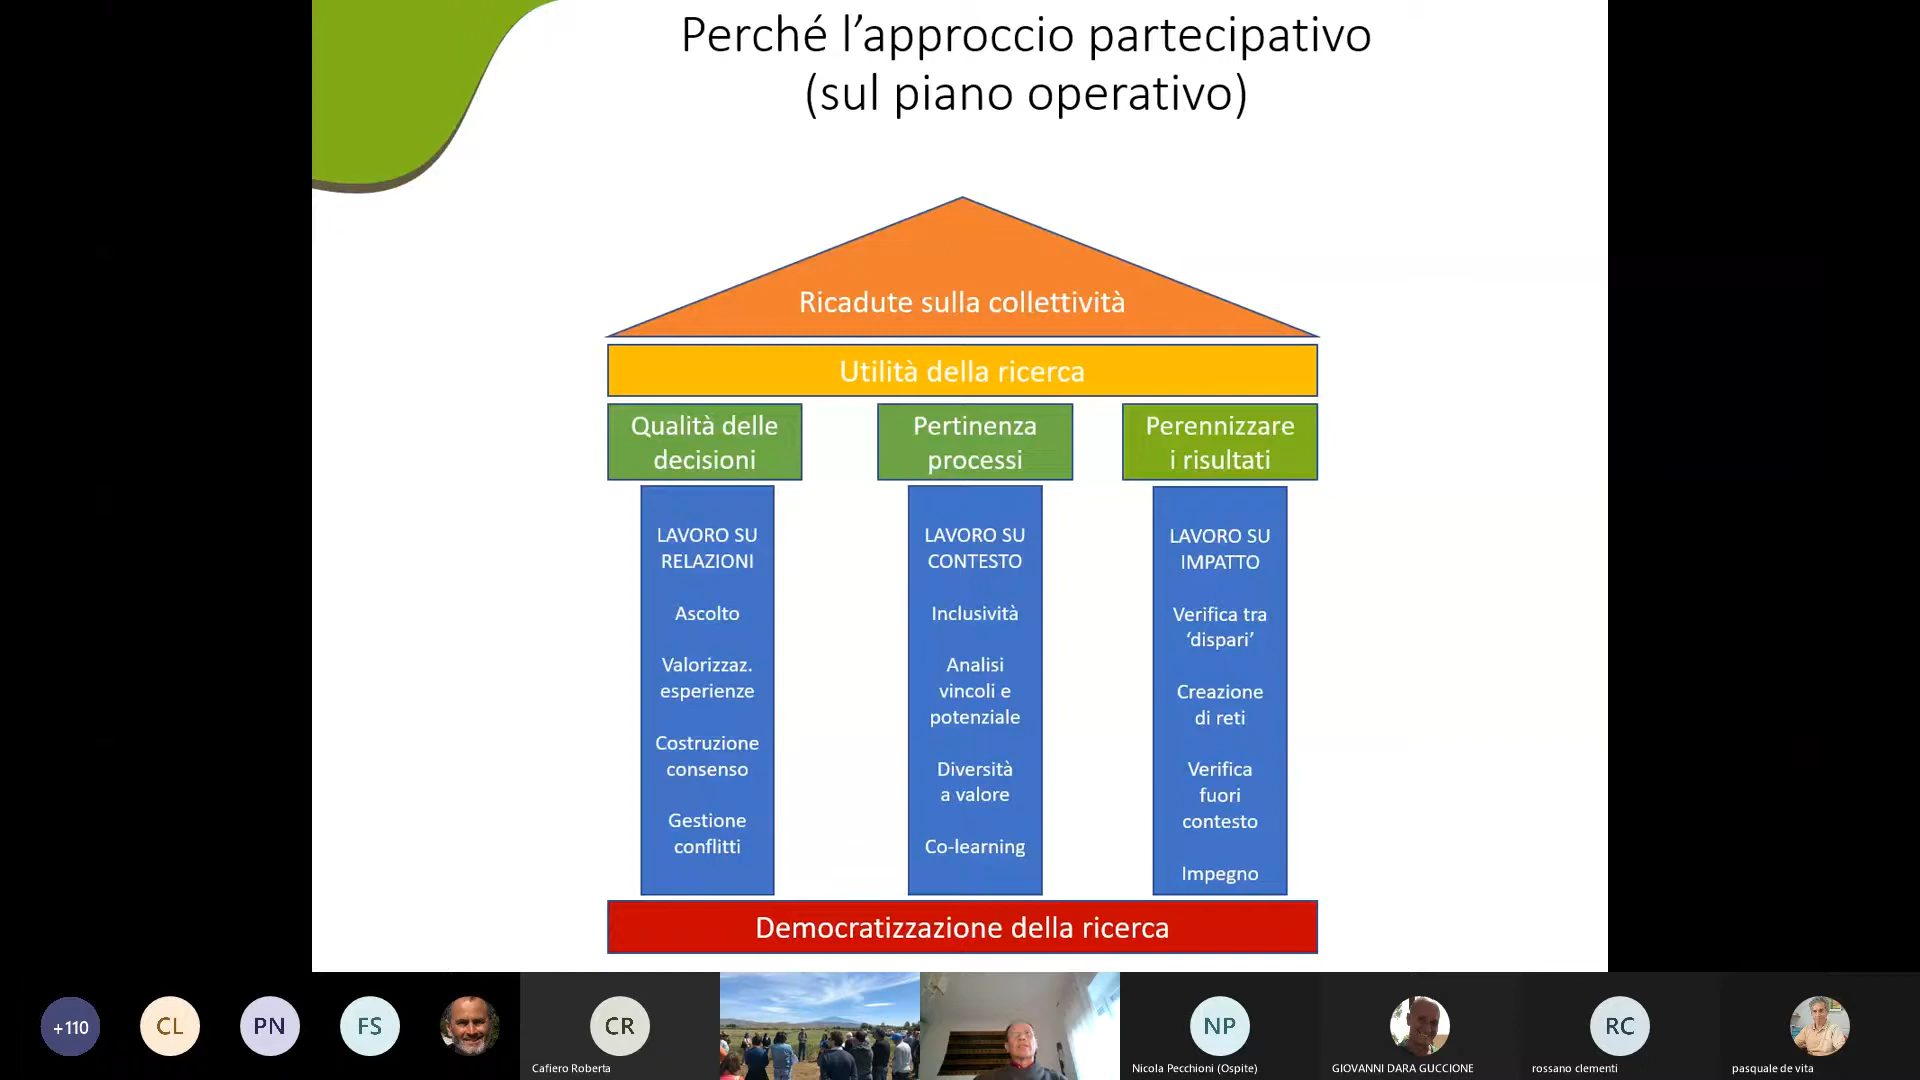 Perché l’approccio partecipativo
(sul piano operativo)
Ricadute sulla collettività
Utilità della ricerca
Qualità delle
decisioni
Pertinenza
processi
Perennizzare
i risultati
LAVORO SU
RELAZIONI
Ascolto
Valorizzaz.
esperienze
Costruzione
consenso
Gestione
conflitti
LAVORO SU
CONTESTO
Inclusività
Analisi
vincoli e
potenziale
Diversità
a valore
Co-learning
LAVORO SU
IMPATTO
Verifica tra
‘dispari’
Creazione
di reti
Verifica
fuori
contesto
Impegno
Democratizzazione della ricerca
+110
CL
PN
FS
CR
Cafiero Roberta
NP
Nicola Pecchioni (Ospite)
GIOVANNI DARA GUCCIONE
RC
rossano clementi
pasquale de vita